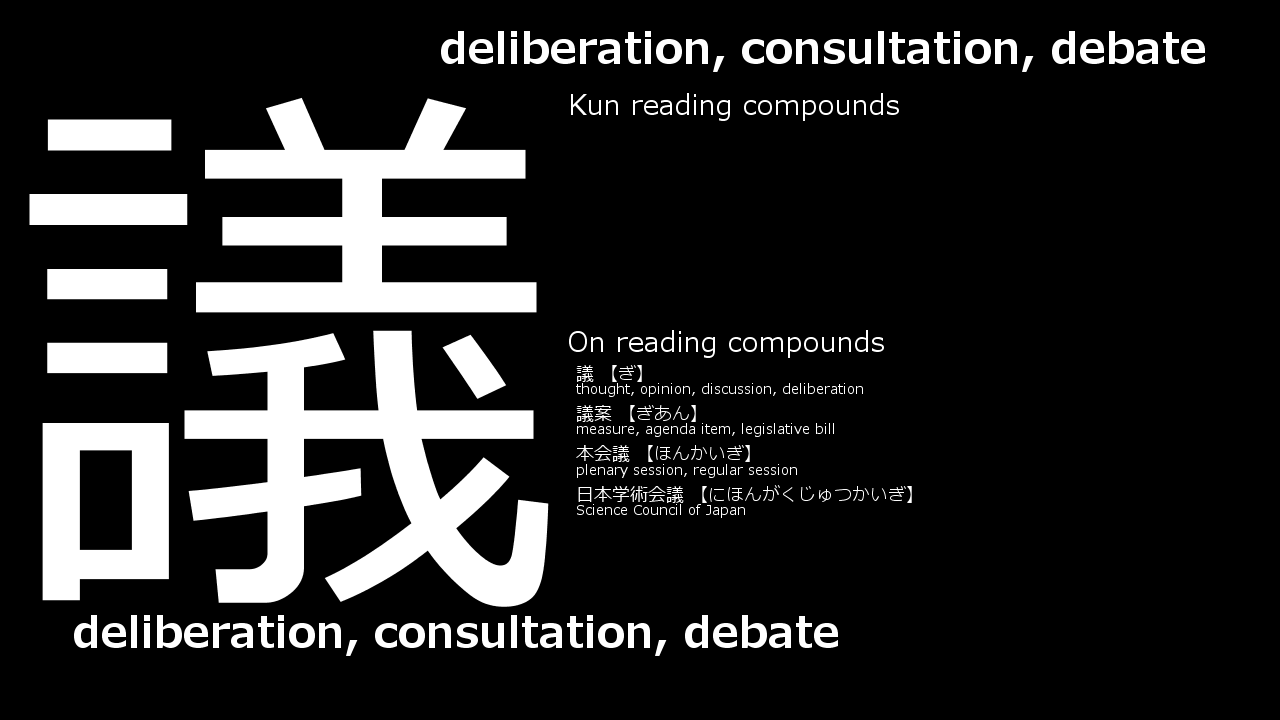 deliberation, consultation, debate
議
Kun reading compounds
On reading compounds
議 【ぎ】
thought, opinion, discussion, deliberation
議案 【ぎあん】
measure, agenda item, legislative bill
本会議 【ほんかいぎ】
plenary session, regular session
日本学術会議 【にほんがくじゅつかいぎ】
Science Council of Japan
deliberation, consultation, debate